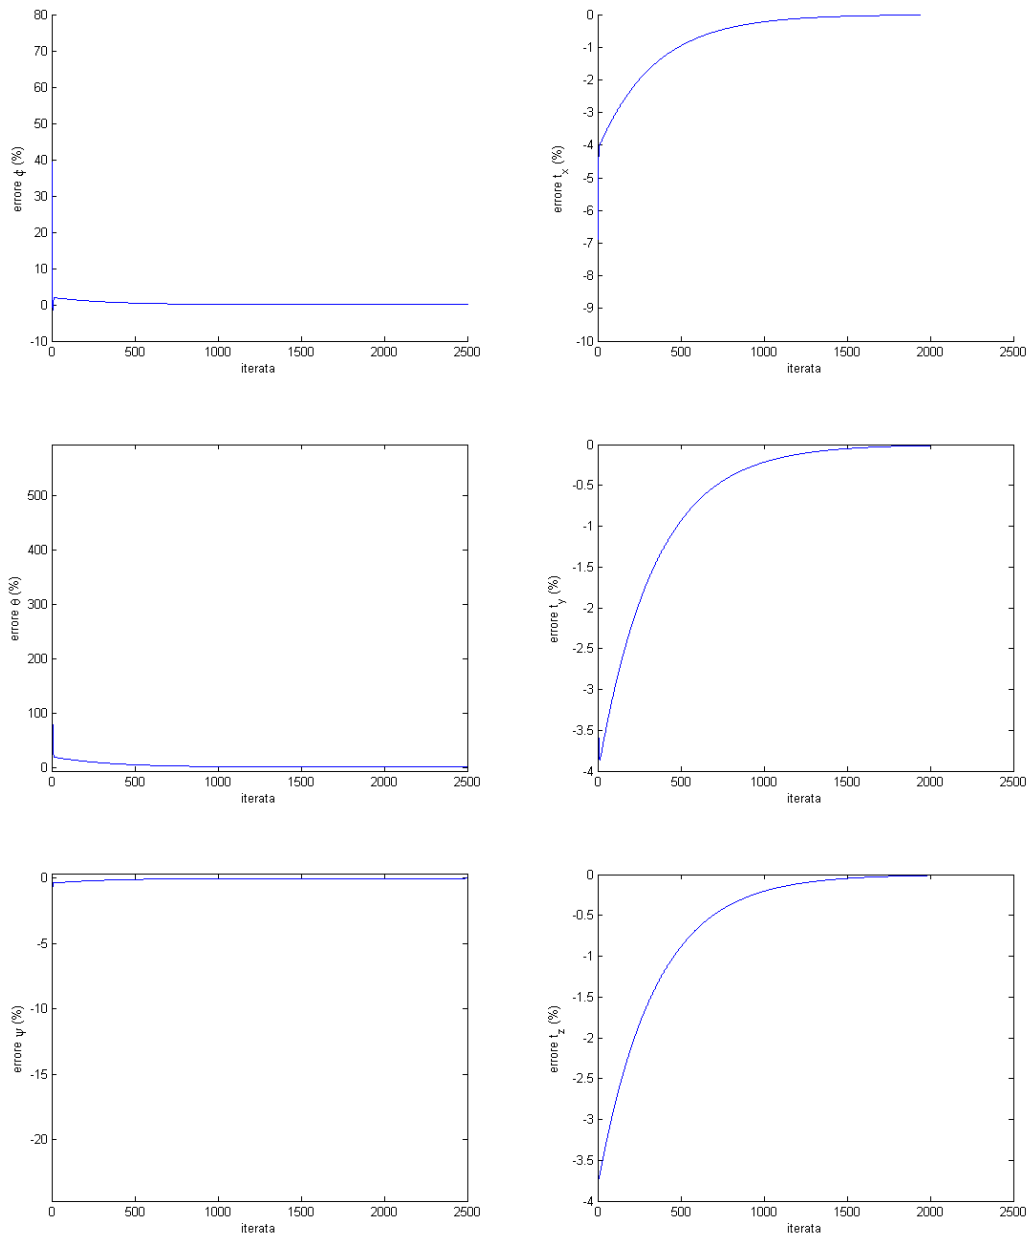 80
70
60
50
40
30
20
10
0
-10
errore ϕ (%)
0 500 1000 1500 2000 2500
iterata
0
-1
-2
-3
-4
-5
-6
-7
-8
-9
-10
errore t_x (%)
0 500 1000 1500 2000 2500
iterata
500
400
300
200
100
0
errore θ (%)
0 500 1000 1500 2000 2500
iterata
0
-0.5
-1
-1.5
-2
-2.5
-3
-3.5
-4
errore t_y (%)
0 500 1000 1500 2000 2500
iterata
0
-5
-10
-15
-20
errore ψ (%)
0 500 1000 1500 2000 2500
iterata
0
-0.5
-1
-1.5
-2
-2.5
-3
-3.5
-4
errore t_z (%)
0 500 1000 1500 2000 2500
iterata